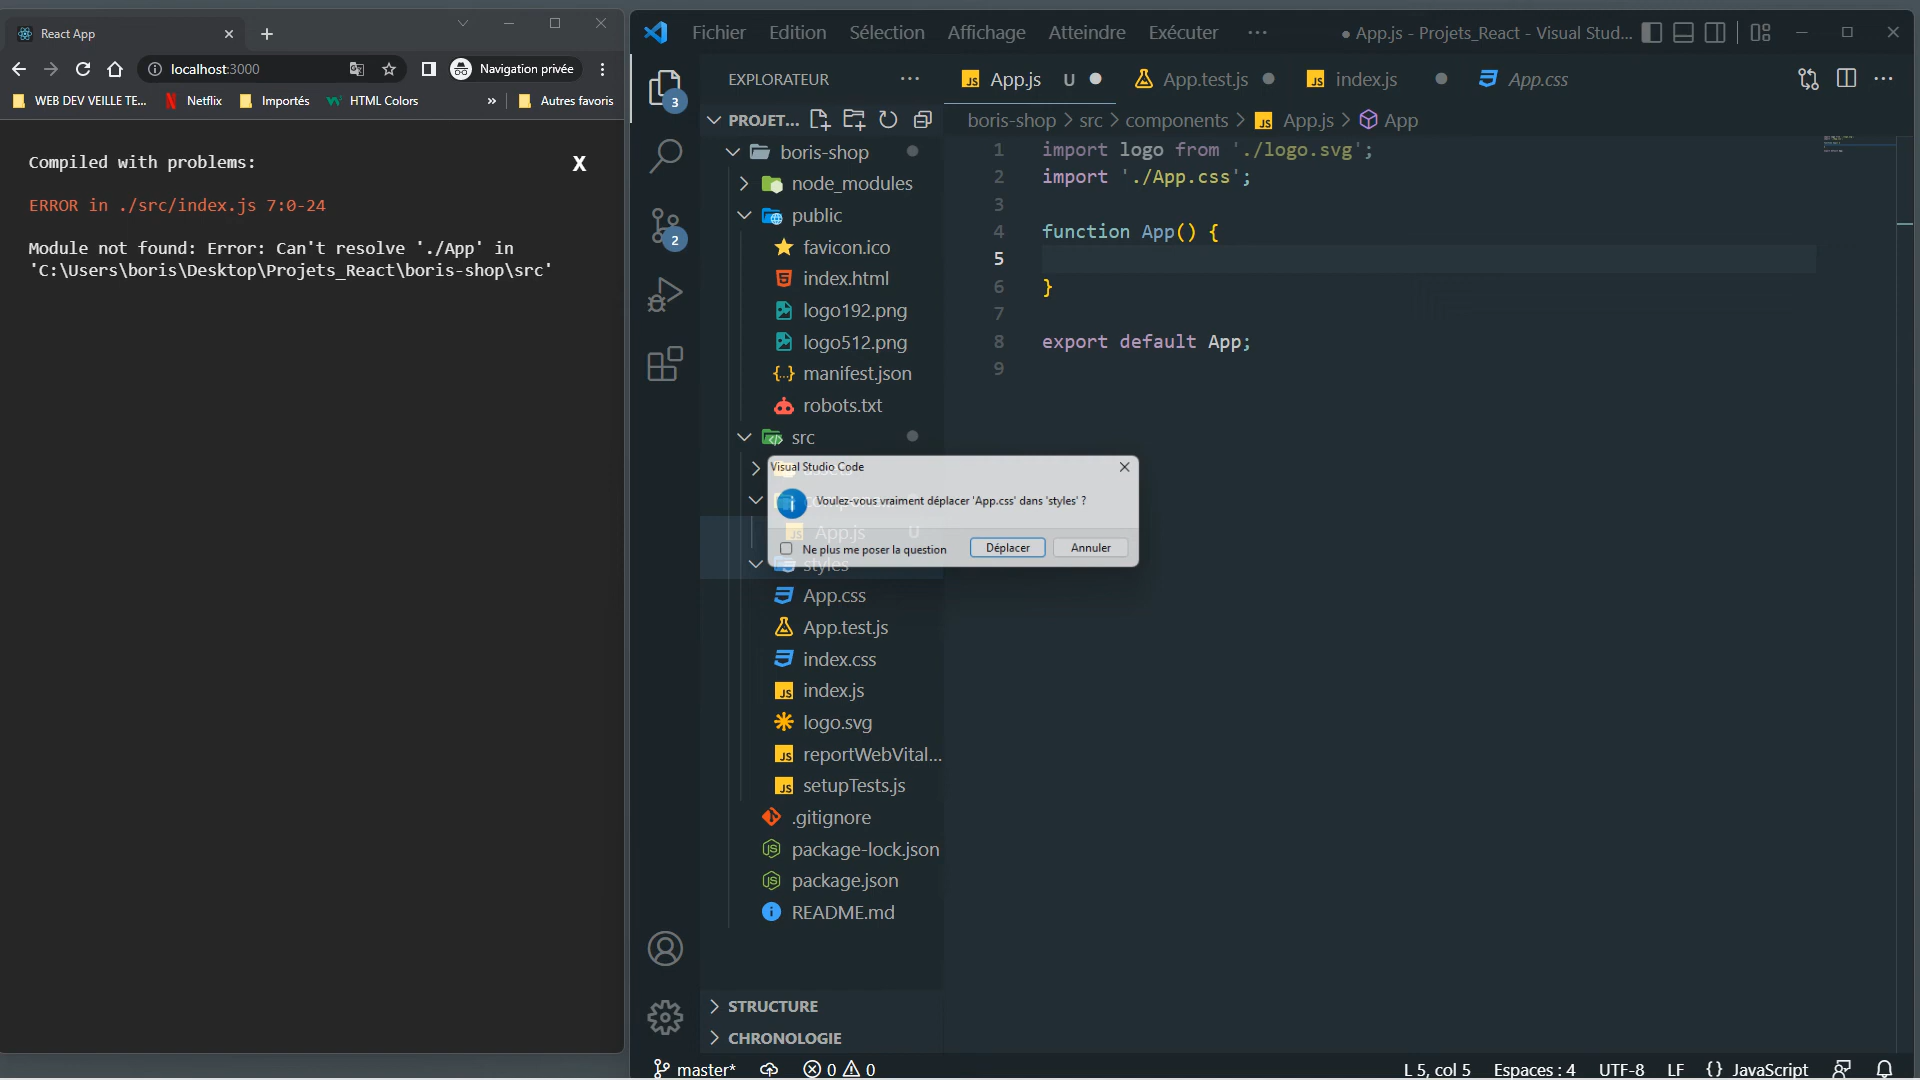 React App
localhost:3000
Navigation privée
WEB DEV VEILLE TE...
Netflix
Importés
HTML Colors
»
Autres favoris
Compiled with problems:
X
ERROR in ./src/index.js 7:0-24
Module not found: Error: Can't resolve './App' in
'C:\Users\boris\Desktop\Projets_React\boris-shop\src'
Fichier
Edition
Sélection
Affichage
Atteindre
Exécuter
● App.js - Projets_React - Visual Stud...
3
2
EXPLORATEUR
PROJET...
boris-shop
node_modules
public
favicon.ico
index.html
logo192.png
logo512.png
manifest.json
robots.txt
src
App.js U
styles
App.css
App.test.js
index.css
index.js
logo.svg
reportWebVital...
setupTests.js
.gitignore
package-lock.json
package.json
README.md
STRUCTURE
CHRONOLOGIE
App.js U
App.test.js
index.js
App.css
boris-shop > src > components > App.js > App
1 import logo from './logo.svg';
2 import './App.css';
3
4 function App() {
5
6 }
7
8 export default App;
9
Visual Studio Code
Voulez-vous vraiment déplacer 'App.css' dans 'styles' ?
Ne plus me poser la question
Déplacer
Annuler
master*
0
0
L 5, col 5
Espaces : 4
UTF-8
LF
{} JavaScript